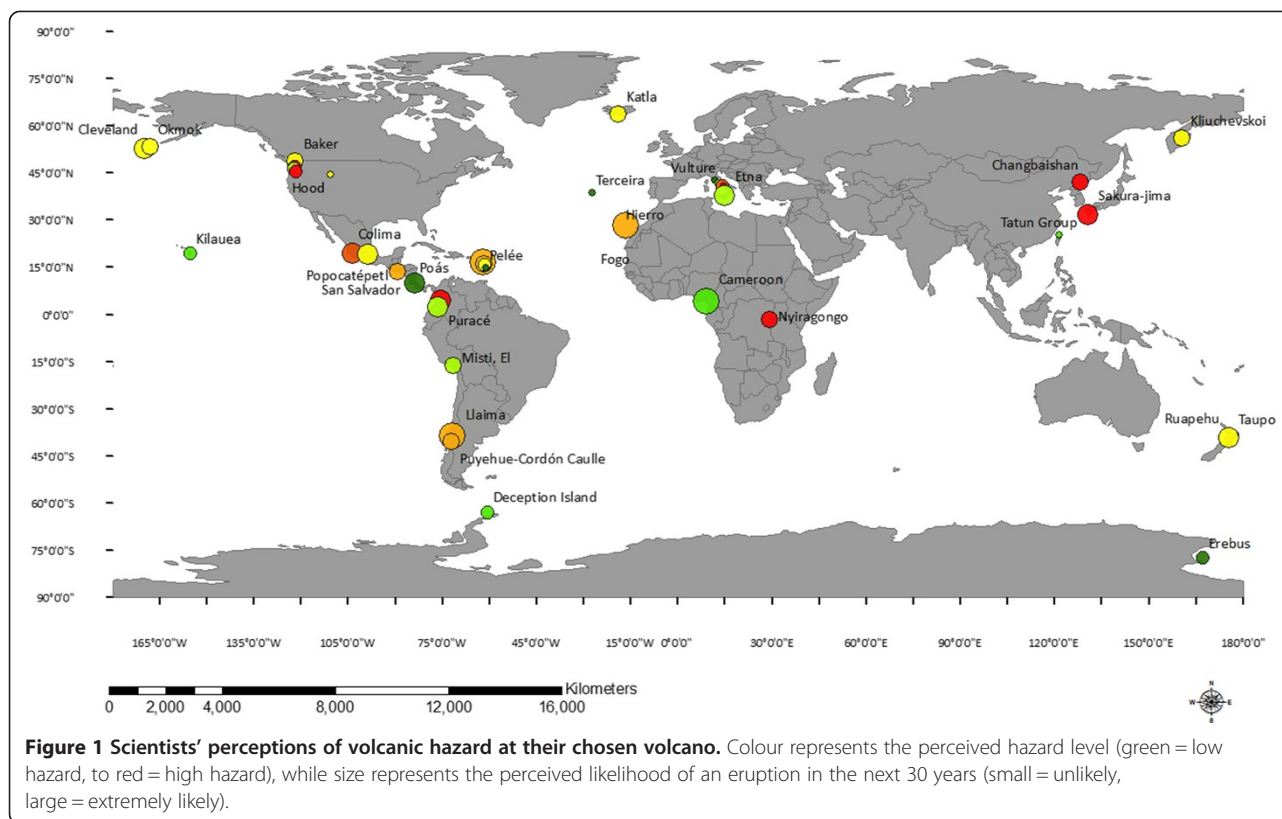 90°0'0"
75°0'0"N
60°0'0"N
45°0'0"N
30°0'0"N
15°0'0"N
0°0'0"
15°0'0"S
30°0'0"S
45°0'0"S
60°0'0"S
75°0'0"S
90°0'0"
Katla
Cleveland
Okmok
Baker
Kliuchevskoi
Hood
Vulture
Etna
Changbaishan
Terceira
Sakura-jima
Hierro
Tatun Group
Kilauea
Colima
Pelée
Fogo
Popocatépetl
Poás
San Salvador
Cameroon
Puracé
Nyiragongo
Misti, El
Llaima
Ruapehu
Taupo
Puyehue-Cordón Caulle
Deception Island
Erebus
165°0'0"W 135°0'0"W 105°0'0"W 75°0'0"W 45°0'0"W 15°0'0"W 0°0'0" 30°0'0"E 60°0'0"E 90°0'0"E 120°0'0"E 150°0'0"E 180°0'0"
Kilometers
0 2,000 4,000 8,000 12,000 16,000
N
W E
Figure 1 Scientists' perceptions of volcanic hazard at their chosen volcano. Colour represents the perceived hazard level (green = low
hazard, to red = high hazard), while size represents the perceived likelihood of an eruption in the next 30 years (small = unlikely,
large = extremely likely).